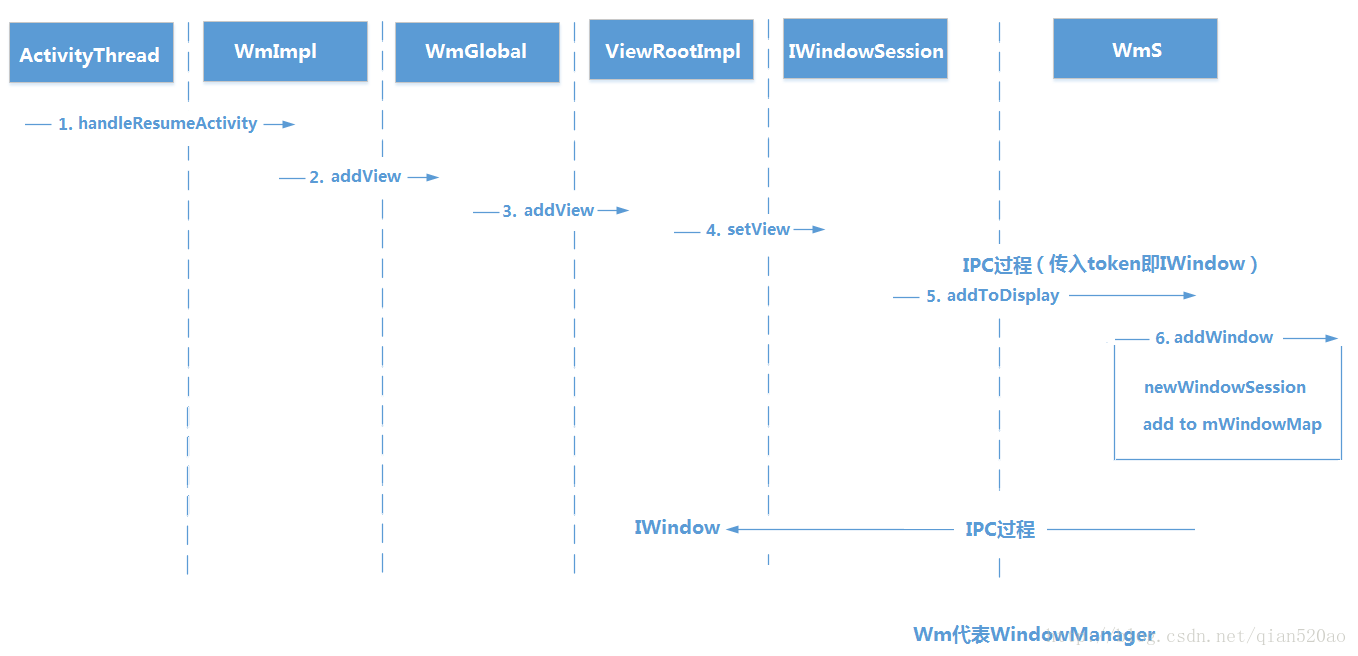 ActivityThread
WmImpl
WmGlobal
ViewRootImpl
IWindowSession
WmS
1. handleResumeActivity
2. addView
3. addView
4. setView
IPC过程（传入token即IWindow）
5. addToDisplay
6. addWindow
newWindowSession
add to mWindowMap
IWindow
IPC过程
Wm代表WindowManager
g.csdn.net/qian520ao